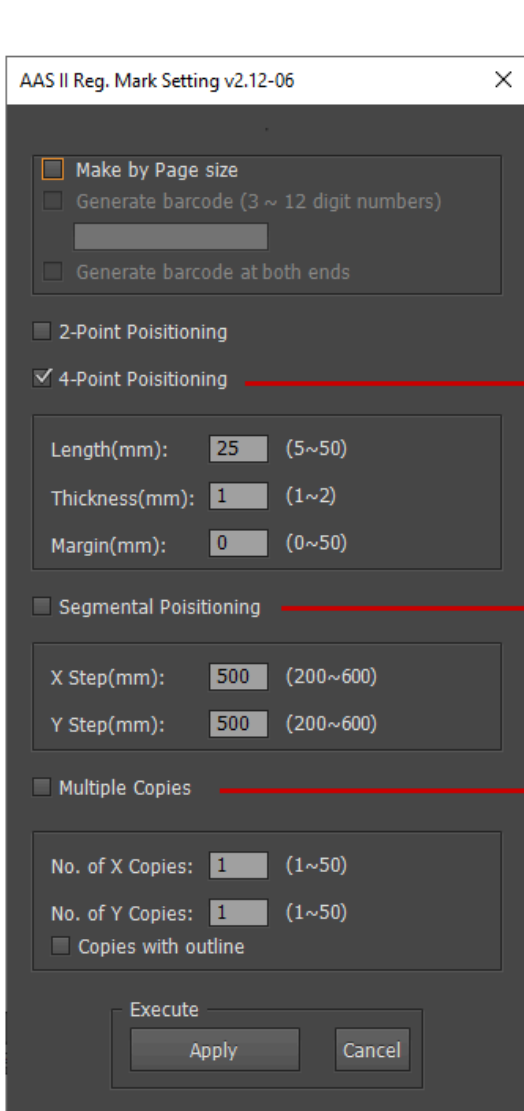 AAS II Reg. Mark Setting v2.12-06
Make by Page size
Generate barcode (3 ~ 12 digit numbers)
Generate barcode at both ends
2-Point Poisitioning
4-Point Poisitioning
Length(mm): 25 (5~50)
Thickness(mm): 1 (1~2)
Margin(mm): 0 (0~50)
Segmental Poisitioning
X Step(mm): 500 (200~600)
Y Step(mm): 500 (200~600)
Multiple Copies
No. of X Copies: 1 (1~50)
No. of Y Copies: 1 (1~50)
Copies with outline
Execute
Apply Cancel